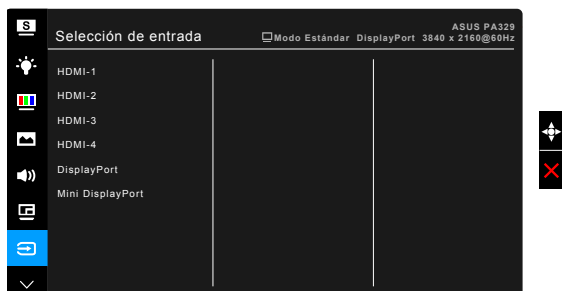 S
ASUS PA329
Selección de entrada
Modo Estándar DisplayPort 3840 x 2160@60Hz
HDMI-1
HDMI-2
HDMI-3
HDMI-4
DisplayPort
Mini DisplayPort